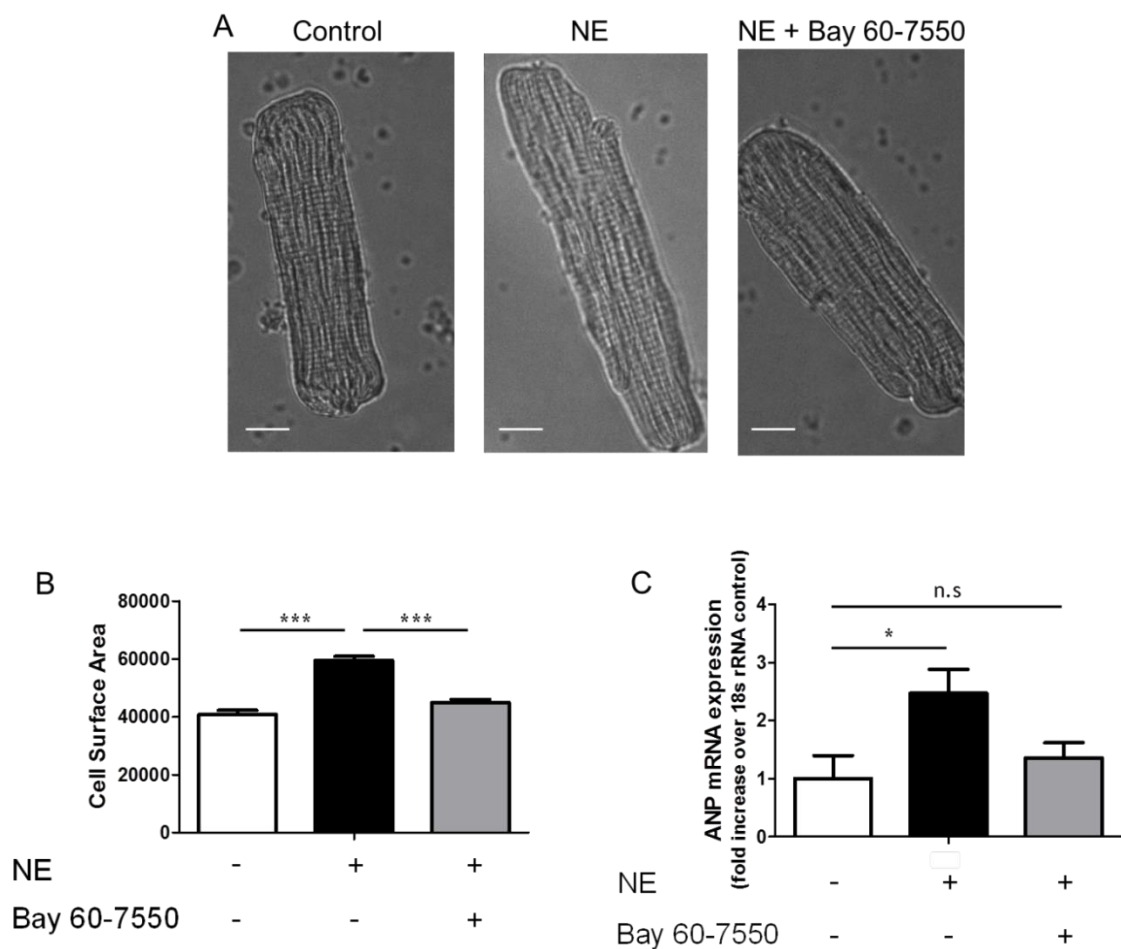 A
Control
NE
NE + Bay 60-7550
B
Cell Surface Area
80000
60000
40000
20000
0
***
***
NE
- + +
Bay 60-7550
- - +
C
ANP mRNA expression
(fold increase over 18s rRNA control)
4
3
2
1
0
n.s
*
NE
- + +
Bay 60-7550
- - +